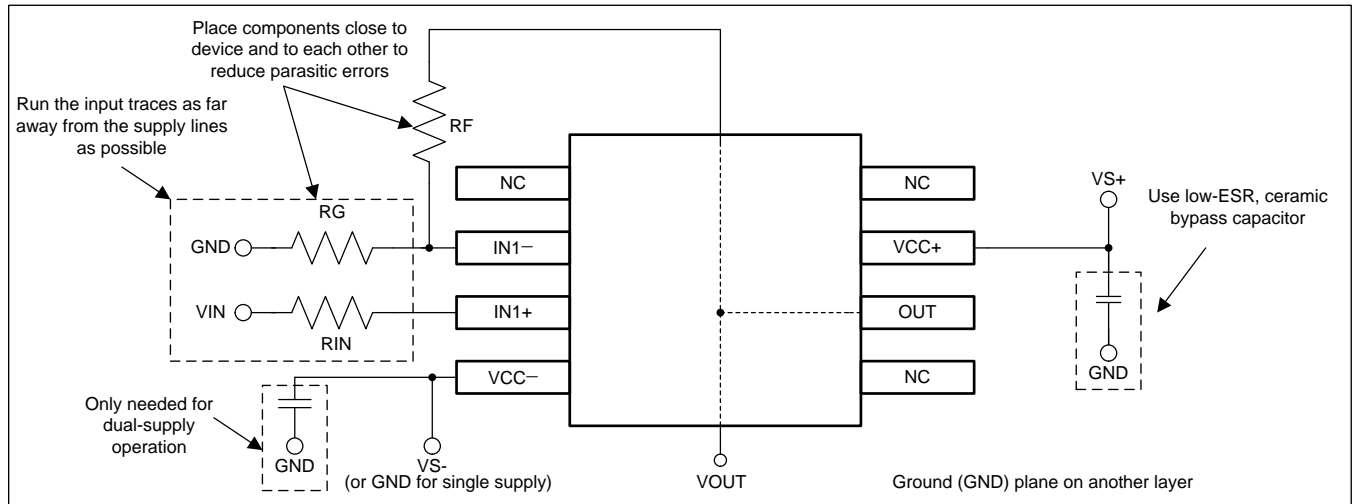 Place components close to
device and to each other to
reduce parasitic errors
Run the input traces as far
away from the supply lines
as possible
RF
NC
NC
VS+
Use low-ESR, ceramic
bypass capacitor
RG
GND
IN1−
VCC+
VIN
IN1+
OUT
RIN
VCC−
NC
GND
Only needed for
dual-supply
operation
GND
VS-
(or GND for single supply)
VOUT
Ground (GND) plane on another layer